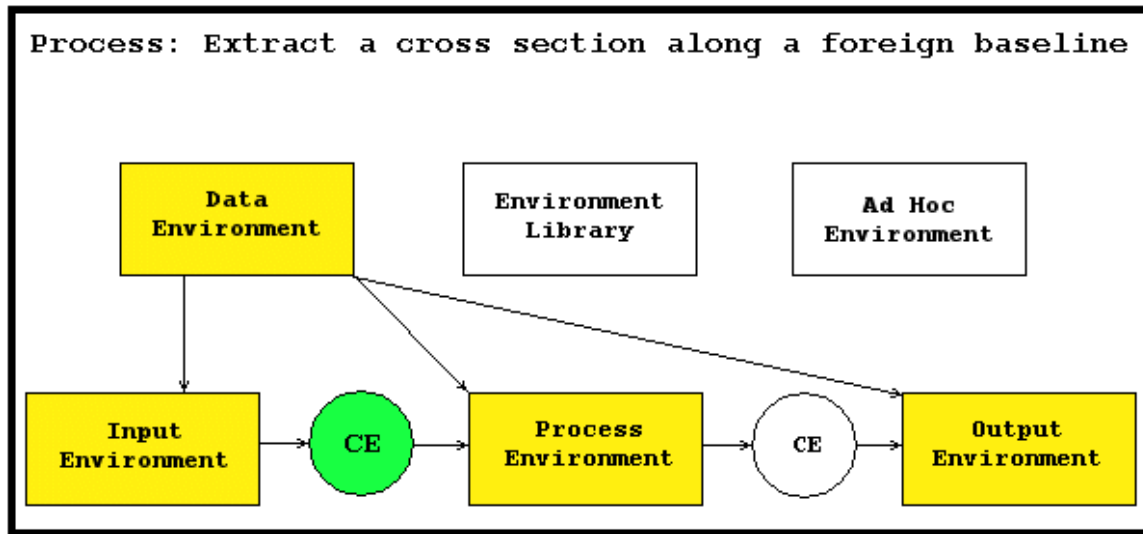 Process: Extract a cross section along a foreign baseline
Data
Environment
Environment
Library
Ad Hoc
Environment
Input
Environment
CE
Process
Environment
CE
Output
Environment